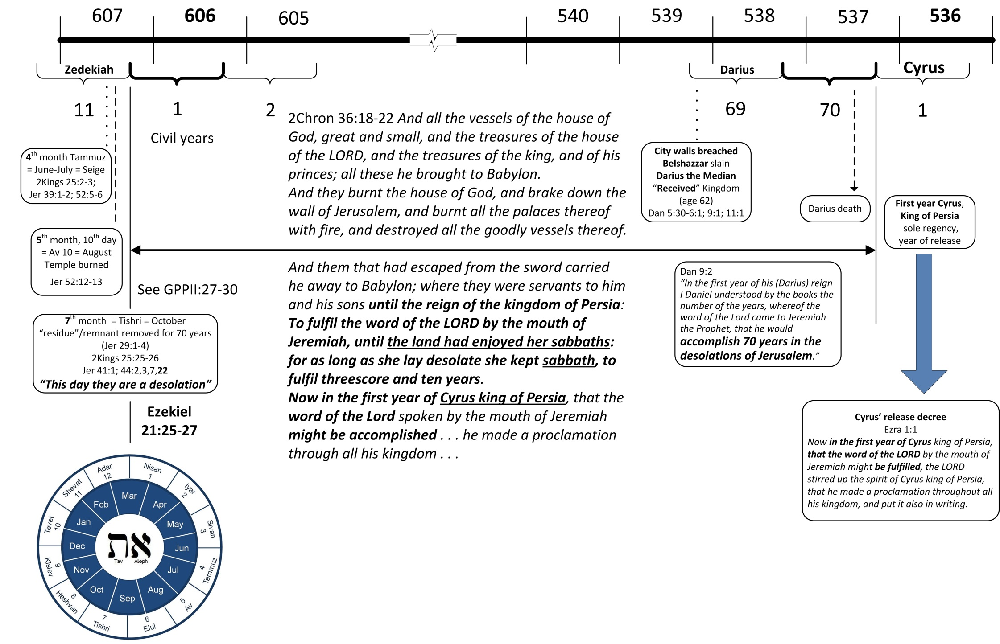 607
606
605
540
539
538
537
536
Zedekiah
Darius
Cyrus
11
1
2
69
70
1
Civil years
4th month Tammuz
= June-July = Seige
2Kings 25:2-3;
Jer 39:1-2; 52:5-6
5th month, 10th day
= Av 10 = August
Temple burned
Jer 52:12-13
See GPPII:27-30
7th month = Tishri = October
“residue”/remnant removed for 70 years
(Jer 29:1-4)
2Kings 25:25-26
Jer 41:1; 44:2,3,7,22
“This day they are a desolation”
Ezekiel
21:25-27
2Chron 36:18-22 And all the vessels of the house of
God, great and small, and the treasures of the house
of the LORD, and the treasures of the king, and of his
princes; all these he brought to Babylon.
And they burnt the house of God, and brake down the
wall of Jerusalem, and burnt all the palaces thereof
with fire, and destroyed all the goodly vessels thereof.
And them that had escaped from the sword carried
he away to Babylon; where they were servants to him
and his sons until the reign of the kingdom of Persia:
To fulfil the word of the LORD by the mouth of
Jeremiah, until the land had enjoyed her sabbaths:
for as long as she lay desolate she kept sabbath, to
fulfil threescore and ten years.
Now in the first year of Cyrus king of Persia, that the
word of the Lord spoken by the mouth of Jeremiah
might be accomplished . . . he made a proclamation
through all his kingdom . . .
City walls breached
Belshazzar slain
Darius the Median
“Received” Kingdom
(age 62)
Dan 5:30-6:1; 9:1; 11:1
Darius death
First year Cyrus,
King of Persia
sole regency,
year of release
Dan 9:2
“In the first year of his (Darius) reign
I Daniel understood by the books the
number of the years, whereof the
word of the Lord came to Jeremiah
the Prophet, that he would
accomplish 70 years in the
desolations of Jerusalem.”
Cyrus’ release decree
Ezra 1:1
Now in the first year of Cyrus king of Persia,
that the word of the LORD by the mouth of
Jeremiah might be fulfilled, the LORD
stirred up the spirit of Cyrus king of Persia,
that he made a proclamation throughout all
his kingdom, and put it also in writing.
Nisan
1
Iyar
2
Sivan
3
Tammuz
4
Av
5
Elul
6
Tishri
7
Heshvan
8
Kislev
9
Tevet
10
Shevat
11
Adar
12
Mar
Apr
May
Jun
Jul
Aug
Sep
Oct
Nov
Dec
Jan
Feb
את
Tav Aleph